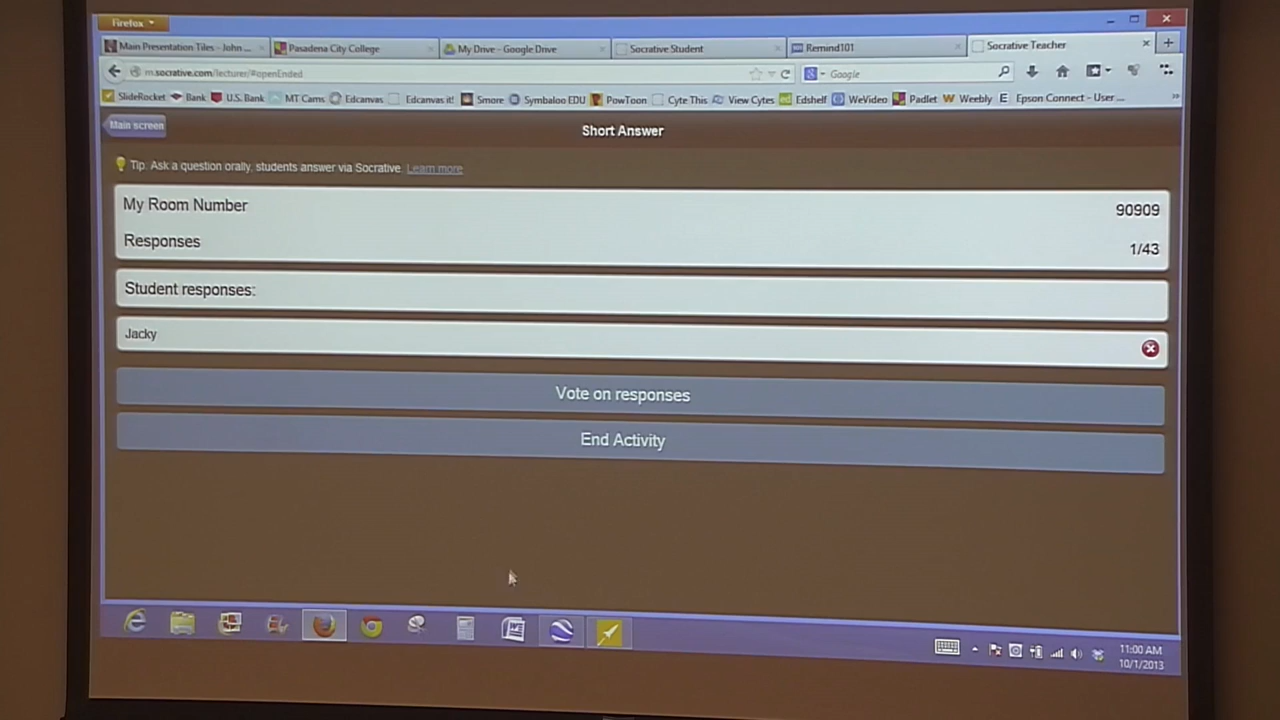 Firefox
Main Presentation Tiles - John ...
Pasadena City College
My Drive - Google Drive
Socrative Student
Remind101
Socrative Teacher
m.socrative.com/lecturer/#openEnded
Google
SlideRocket Bank U.S. Bank MT Cams Edcanvas Edcanvas it! Smore Symbaloo EDU PowToon Cyte This View Cytes Edshelf WeVideo Padlet Weebly Epson Connect - User ...
Main screen
Short Answer
Tip. Ask a question orally, students answer via Socrative. Learn more
My Room Number 90909
Responses 1/43
Student responses:
Jacky
Vote on responses
End Activity
11:00 AM
10/1/2013